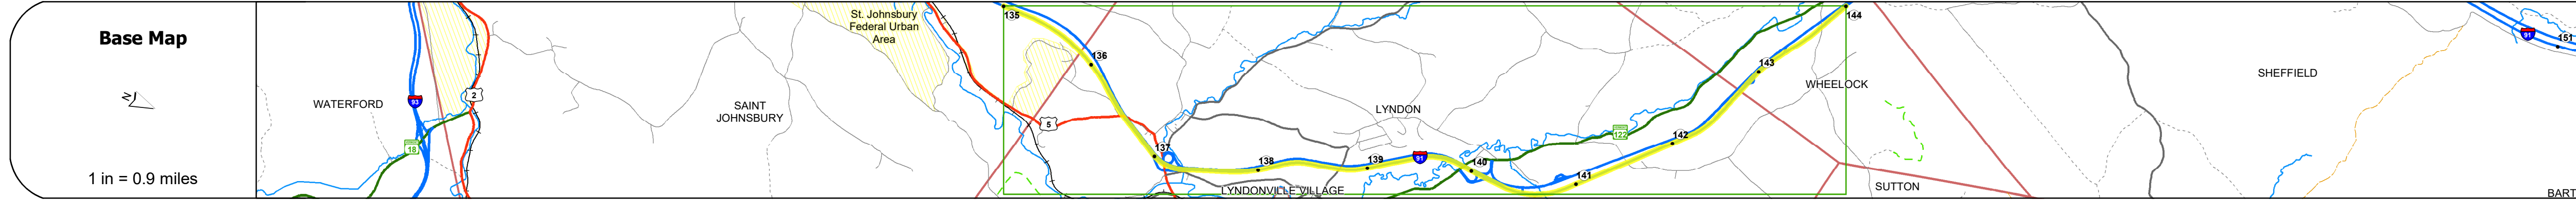 Base Map
N
1 in = 0.9 miles
WATERFORD
93
18
2
SAINT
JOHNSBURY
St. Johnsbury
Federal Urban
Area
5
135
136
137
138
139
91
140
141
142
143
144
LYNDON
LYNDONVILLE VILLAGE
122
WHEELOCK
SUTTON
SHEFFIELD
91
151
BART